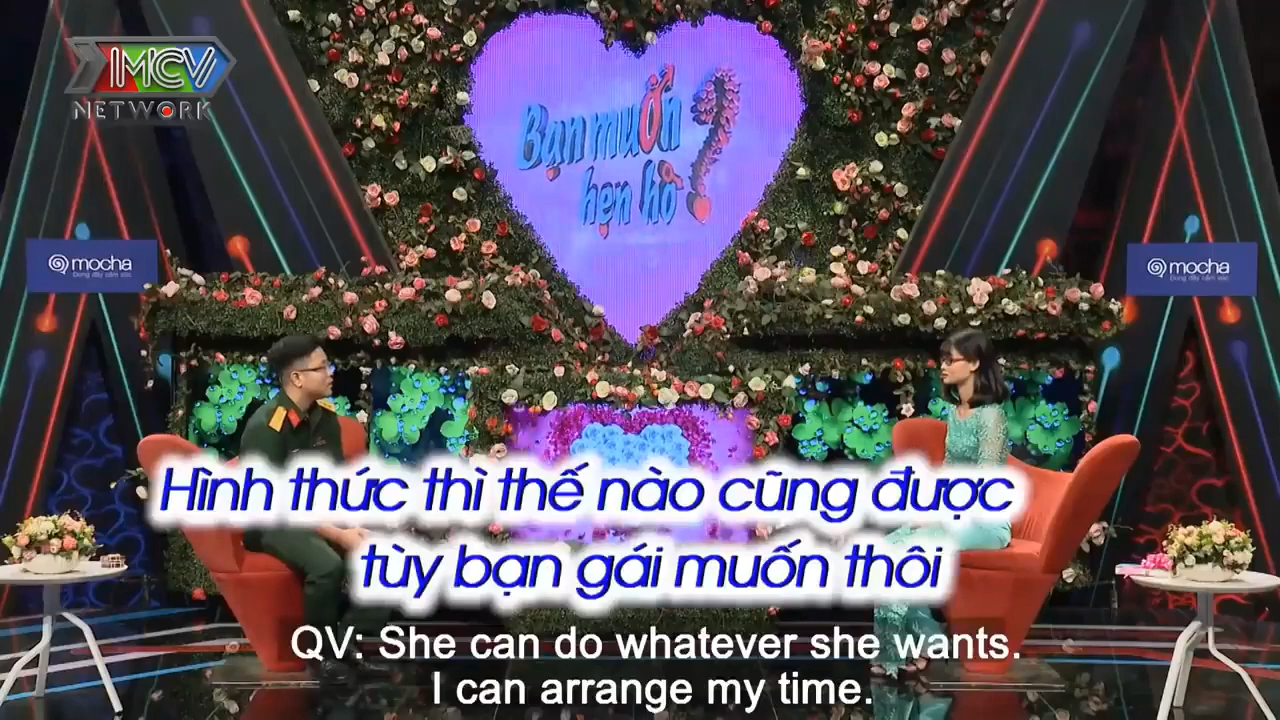 MCV
NETWORK
Bạn muốn
hẹn hò?
mocha
mocha
Hình thức thì thế nào cũng được
tùy bạn gái muốn thôi
QV: She can do whatever she wants.
I can arrange my time.